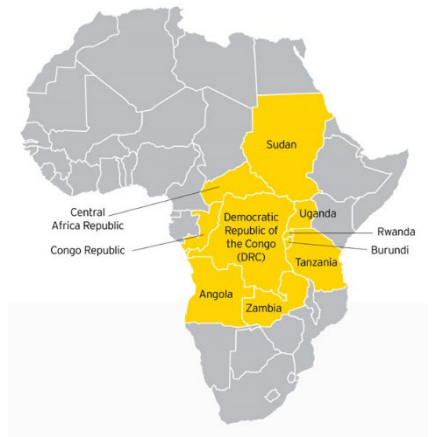 Sudan
Central
Africa Republic
Congo Republic
Democratic
Republic of
the Congo
(DRC)
Uganda
Rwanda
Burundi
Tanzania
Angola
Zambia